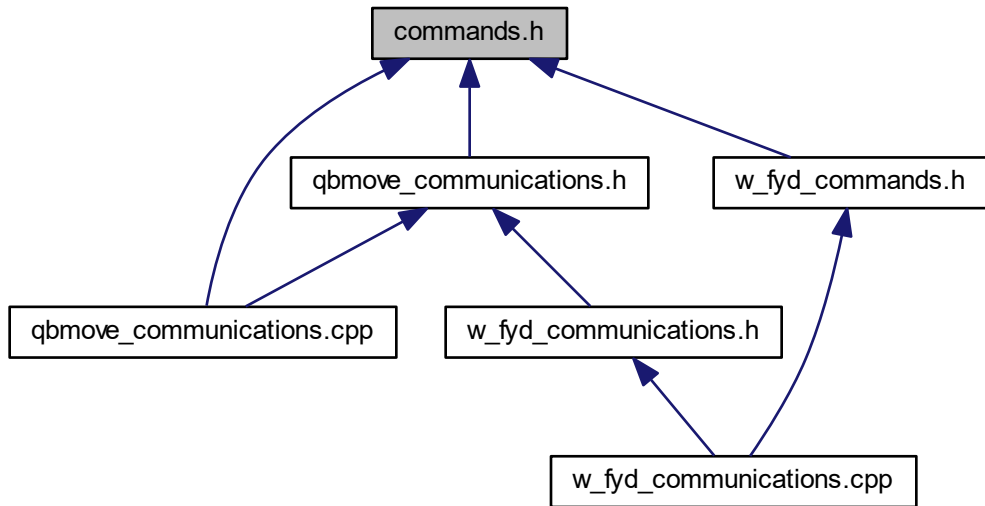 commands.h
qbmove_communications.h
w_fyd_commands.h
qbmove_communications.cpp
w_fyd_communications.h
w_fyd_communications.cpp